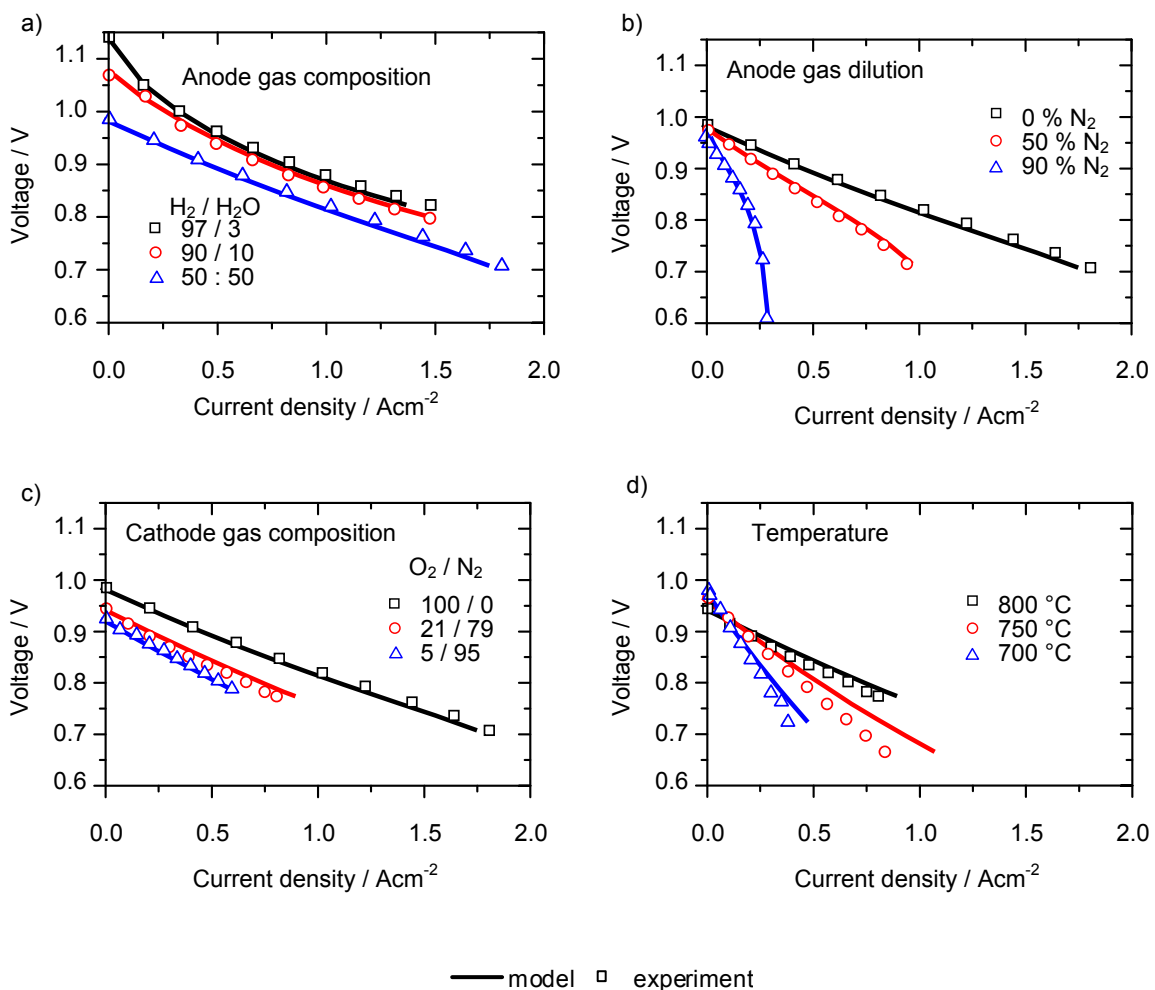 a)
Anode gas composition
Voltage / V
1.1
1.0
0.9
0.8
0.7
0.6
H₂ / H₂O
97 / 3
90 / 10
50 : 50
0.0 0.5 1.0 1.5 2.0
Current density / Acm⁻²
b)
Anode gas dilution
Voltage / V
1.1
1.0
0.9
0.8
0.7
0.6
0 % N₂
50 % N₂
90 % N₂
0.0 0.5 1.0 1.5 2.0
Current density / Acm⁻²
c)
Cathode gas composition
Voltage / V
1.1
1.0
0.9
0.8
0.7
0.6
O₂ / N₂
100 / 0
21 / 79
5 / 95
0.0 0.5 1.0 1.5 2.0
Current density / Acm⁻²
d)
Temperature
Voltage / V
1.1
1.0
0.9
0.8
0.7
0.6
800 °C
750 °C
700 °C
0.0 0.5 1.0 1.5 2.0
Current density / Acm⁻²
model experiment